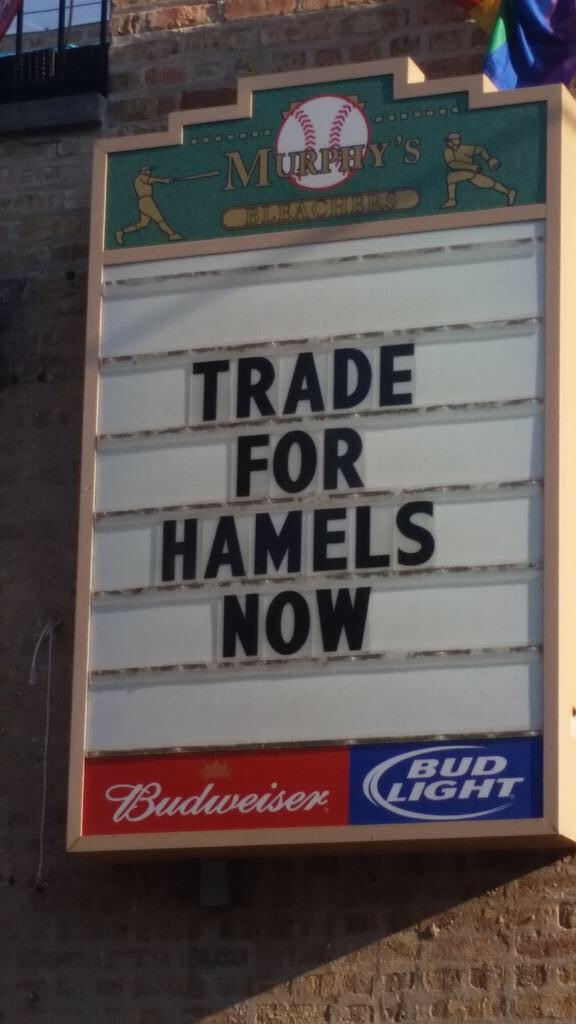 MURPHY'S
BLEACHERS
TRADE
FOR
HAMELS
NOW
Budweiser
BUD
LIGHT